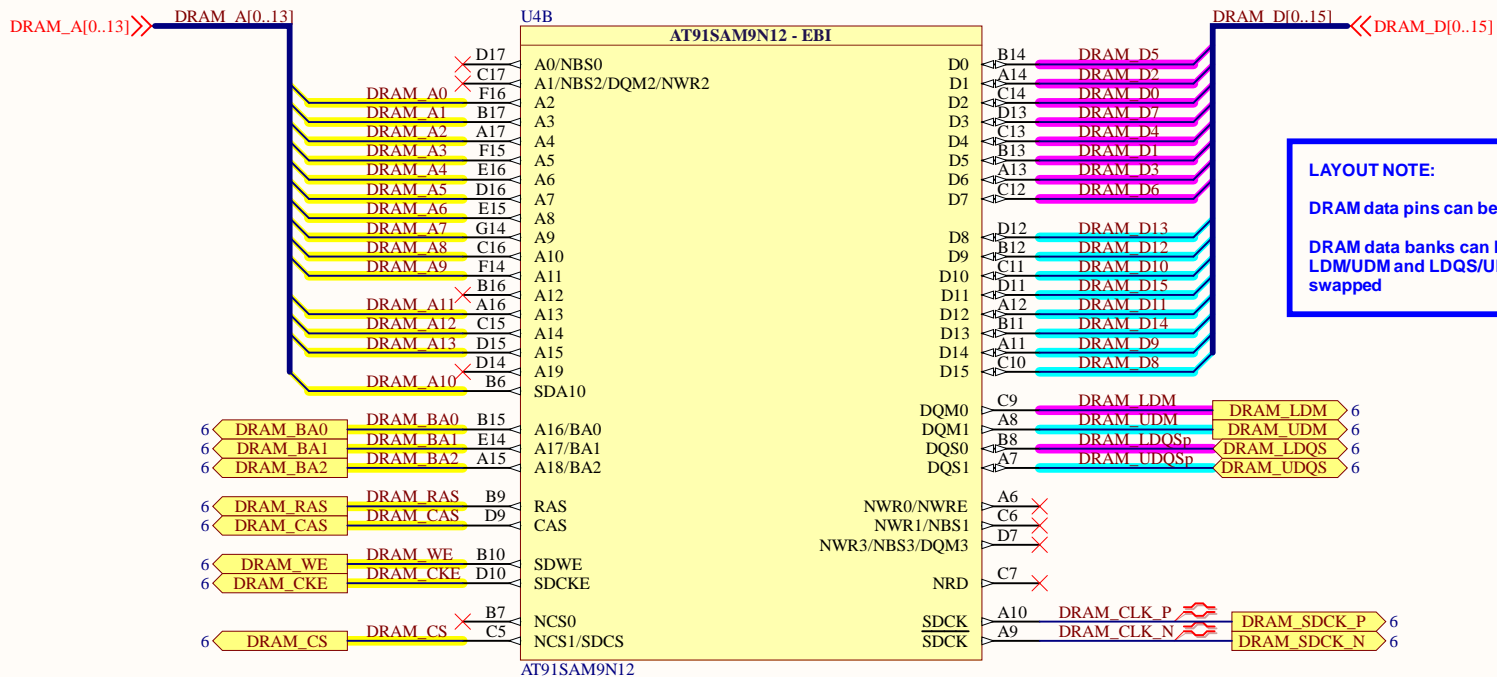 DRAM_A[0..13]
DRAM_A[0..13]
U4B
DRAM_D[0..15]
DRAM_D[0..15]
AT91SAM9N12 - EBI
D17 A0/NBS0 D0 B14 DRAM_D5
C17 A1/NBS2/DQM2/NWR2 D1 A14 DRAM_D2
DRAM_A0 F16 A2 D2 C14 DRAM_D0
DRAM_A1 B17 A3 D3 D13 DRAM_D7
DRAM_A2 A17 A4 D4 C13 DRAM_D4
DRAM_A3 F15 A5 D5 B13 DRAM_D1
DRAM_A4 E16 A6 D6 A13 DRAM_D3
DRAM_A5 D16 A7 D7 C12 DRAM_D6
DRAM_A6 E15 A8
DRAM_A7 G14 A9 D8 D12 DRAM_D13
DRAM_A8 C16 A10 D9 B12 DRAM_D12
DRAM_A9 F14 A11 D10 C11 DRAM_D10
B16 A12 D11 D11 DRAM_D15
DRAM_A11 A16 A13 D12 A12 DRAM_D11
DRAM_A12 C15 A14 D13 B11 DRAM_D14
DRAM_A13 D15 A15 D14 A11 DRAM_D9
D14 A19 D15 C10 DRAM_D8
DRAM_A10 B6 SDA10
DQM0 C9 DRAM_LDM DRAM_LDM 6
6 DRAM_BA0 DRAM_BA0 B15 A16/BA0 DQM1 A8 DRAM_UDM DRAM_UDM 6
6 DRAM_BA1 DRAM_BA1 E14 A17/BA1 DQS0 B8 DRAM_LDQSp DRAM_LDQS 6
6 DRAM_BA2 DRAM_BA2 A15 A18/BA2 DQS1 A7 DRAM_UDQSp DRAM_UDQS 6
6 DRAM_RAS DRAM_RAS B9 RAS NWR0/NWRE A6
6 DRAM_CAS DRAM_CAS D9 CAS NWR1/NBS1 C6
NWR3/NBS3/DQM3 D7
6 DRAM_WE DRAM_WE B10 SDWE
6 DRAM_CKE DRAM_CKE D10 SDCKE NRD C7
B7 NCS0 SDCK A10 DRAM_CLK_P DRAM_SDCK_P 6
6 DRAM_CS DRAM_CS C5 NCS1/SDCS SDCK A9 DRAM_CLK_N DRAM_SDCK_N 6
AT91SAM9N12
LAYOUT NOTE:
DRAM data pins can be
DRAM data banks can
LDM/UDM and LDQS/
swapped